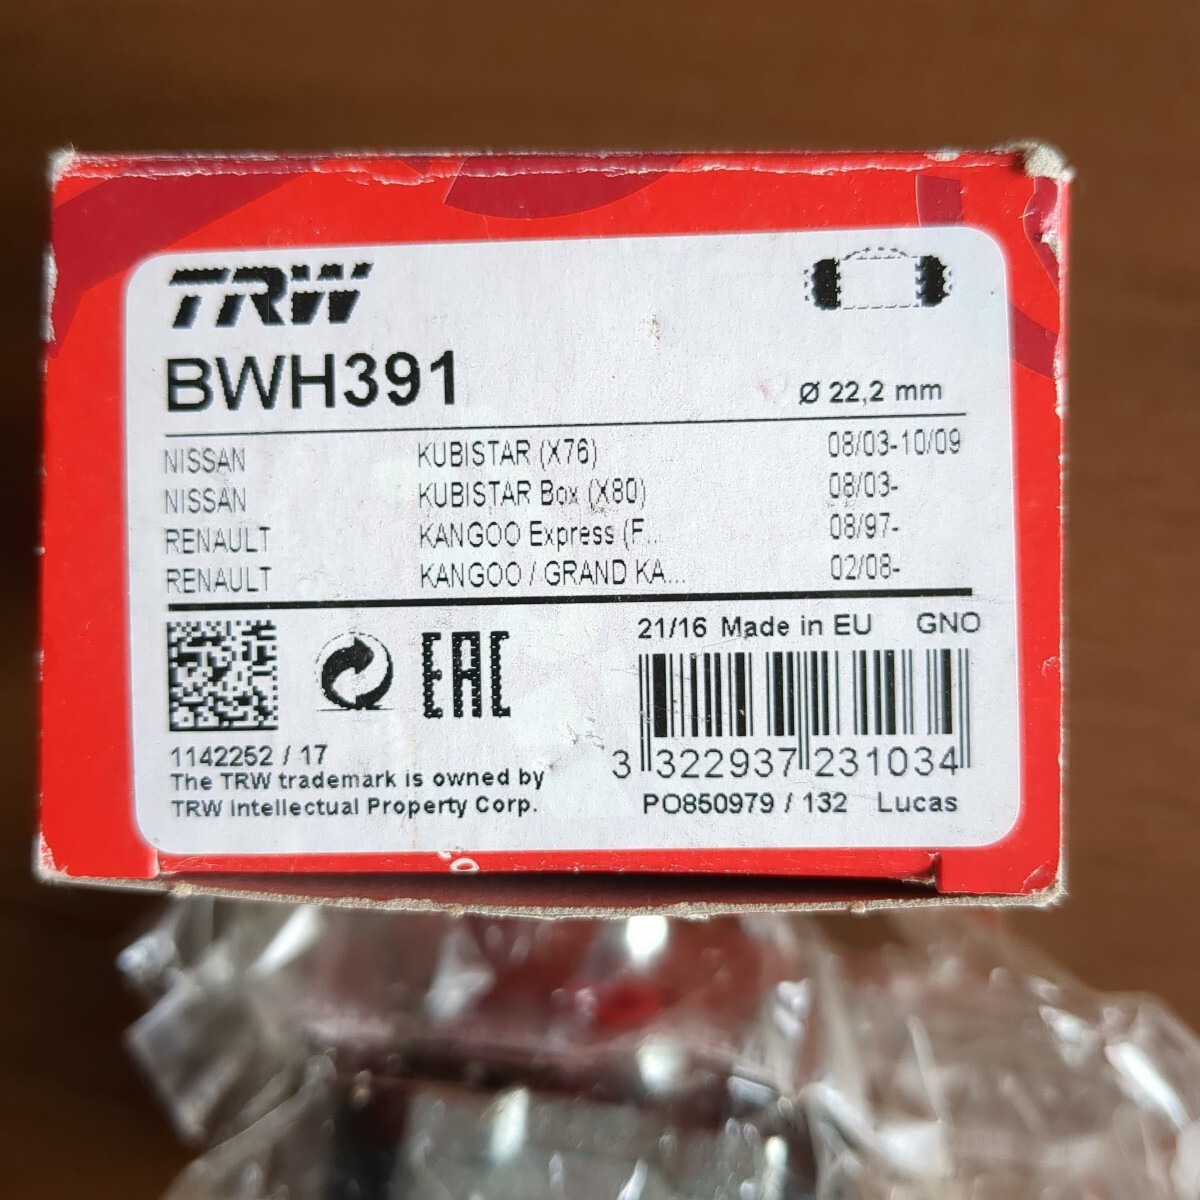 TRW
BWH391
Ø 22,2 mm
NISSAN KUBISTAR (X76) 08/03-10/09
NISSAN KUBISTAR Box (X80) 08/03-
RENAULT KANGOO Express (F... 08/97-
RENAULT KANGOO / GRAND KA... 02/08-
21/16 Made in EU GNO
EAC
1142252 / 17
The TRW trademark is owned by
TRW Intellectual Property Corp.
3 322937 231034
PO850979 / 132 Lucas